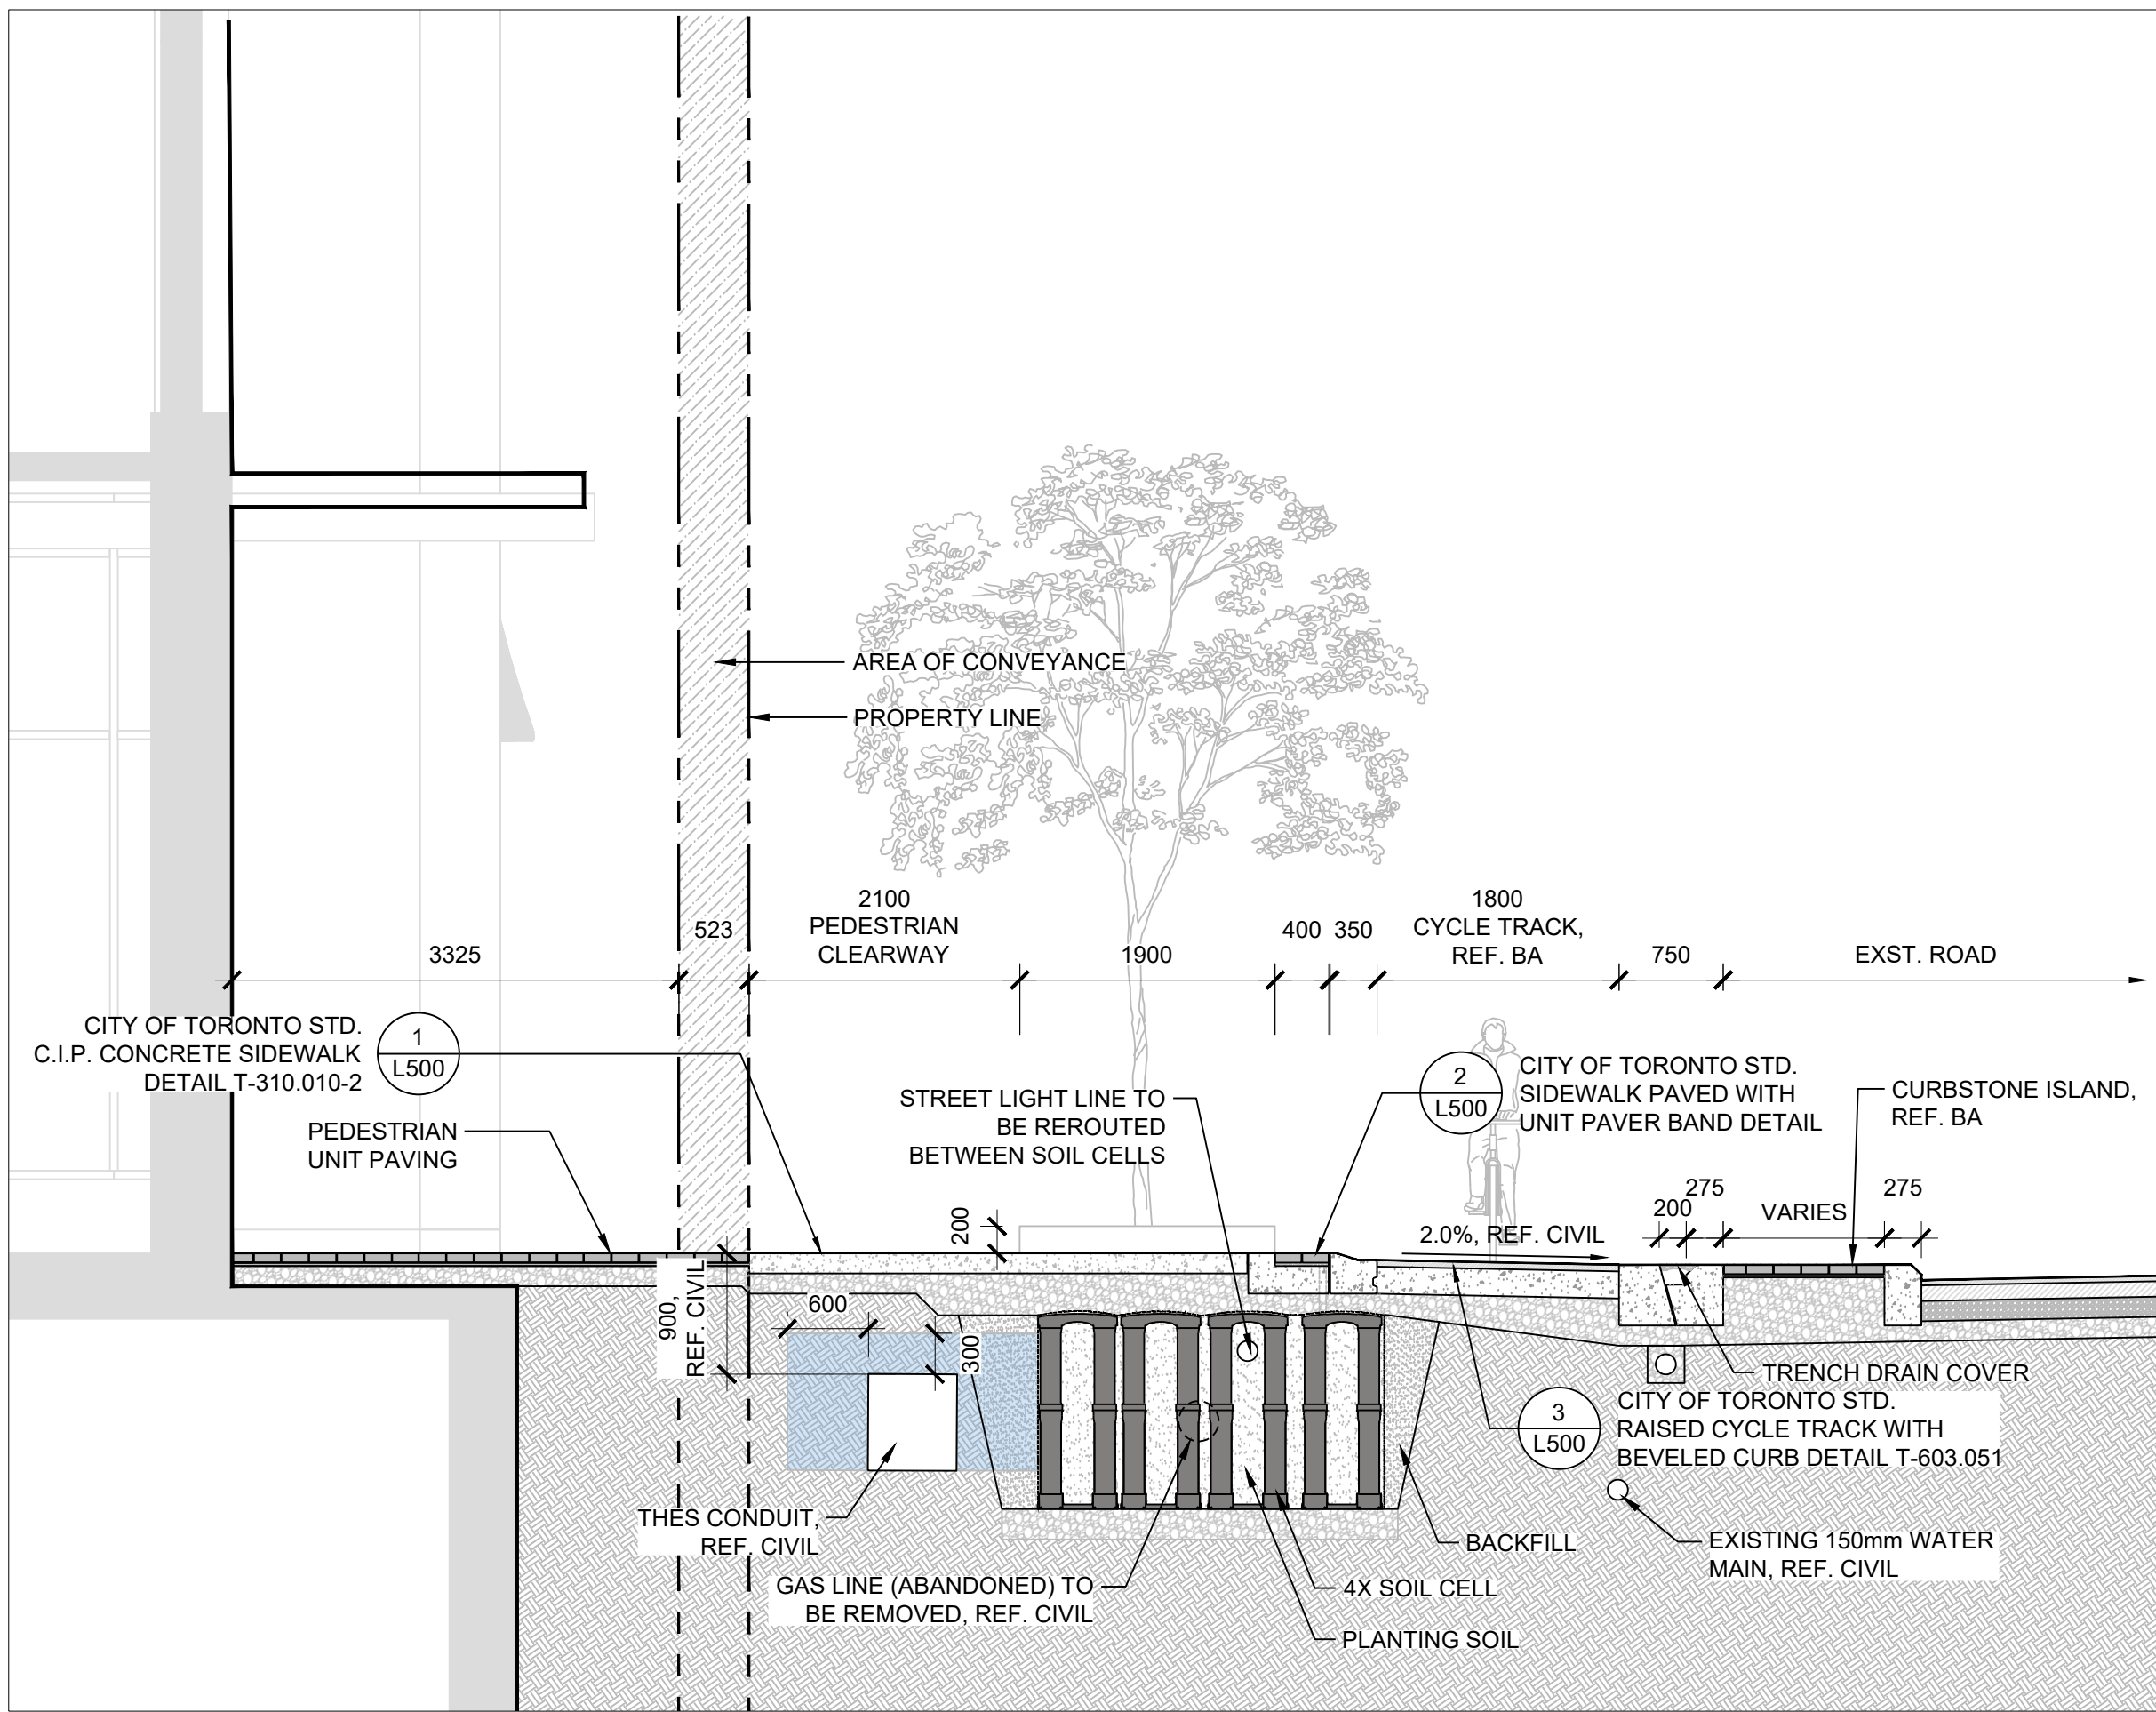 AREA OF CONVEYANCE
PROPERTY LINE
3325
523
2100
PEDESTRIAN
CLEARWAY
1900
400
350
1800
CYCLE TRACK,
REF. BA
750
EXST. ROAD
CITY OF TORONTO STD.
C.I.P. CONCRETE SIDEWALK
DETAIL T-310.010-2
1
L500
PEDESTRIAN
UNIT PAVING
STREET LIGHT LINE TO
BE REROUTED
BETWEEN SOIL CELLS
2
L500
CITY OF TORONTO STD.
SIDEWALK PAVED WITH
UNIT PAVER BAND DETAIL
CURBSTONE ISLAND,
REF. BA
200
2.0%, REF. CIVIL
200
275
VARIES
275
900,
REF. CIVIL
600
300
TRENCH DRAIN COVER
3
L500
CITY OF TORONTO STD.
RAISED CYCLE TRACK WITH
BEVELED CURB DETAIL T-603.051
THES CONDUIT,
REF. CIVIL
GAS LINE (ABANDONED) TO
BE REMOVED, REF. CIVIL
BACKFILL
4X SOIL CELL
PLANTING SOIL
EXISTING 150mm WATER
MAIN, REF. CIVIL